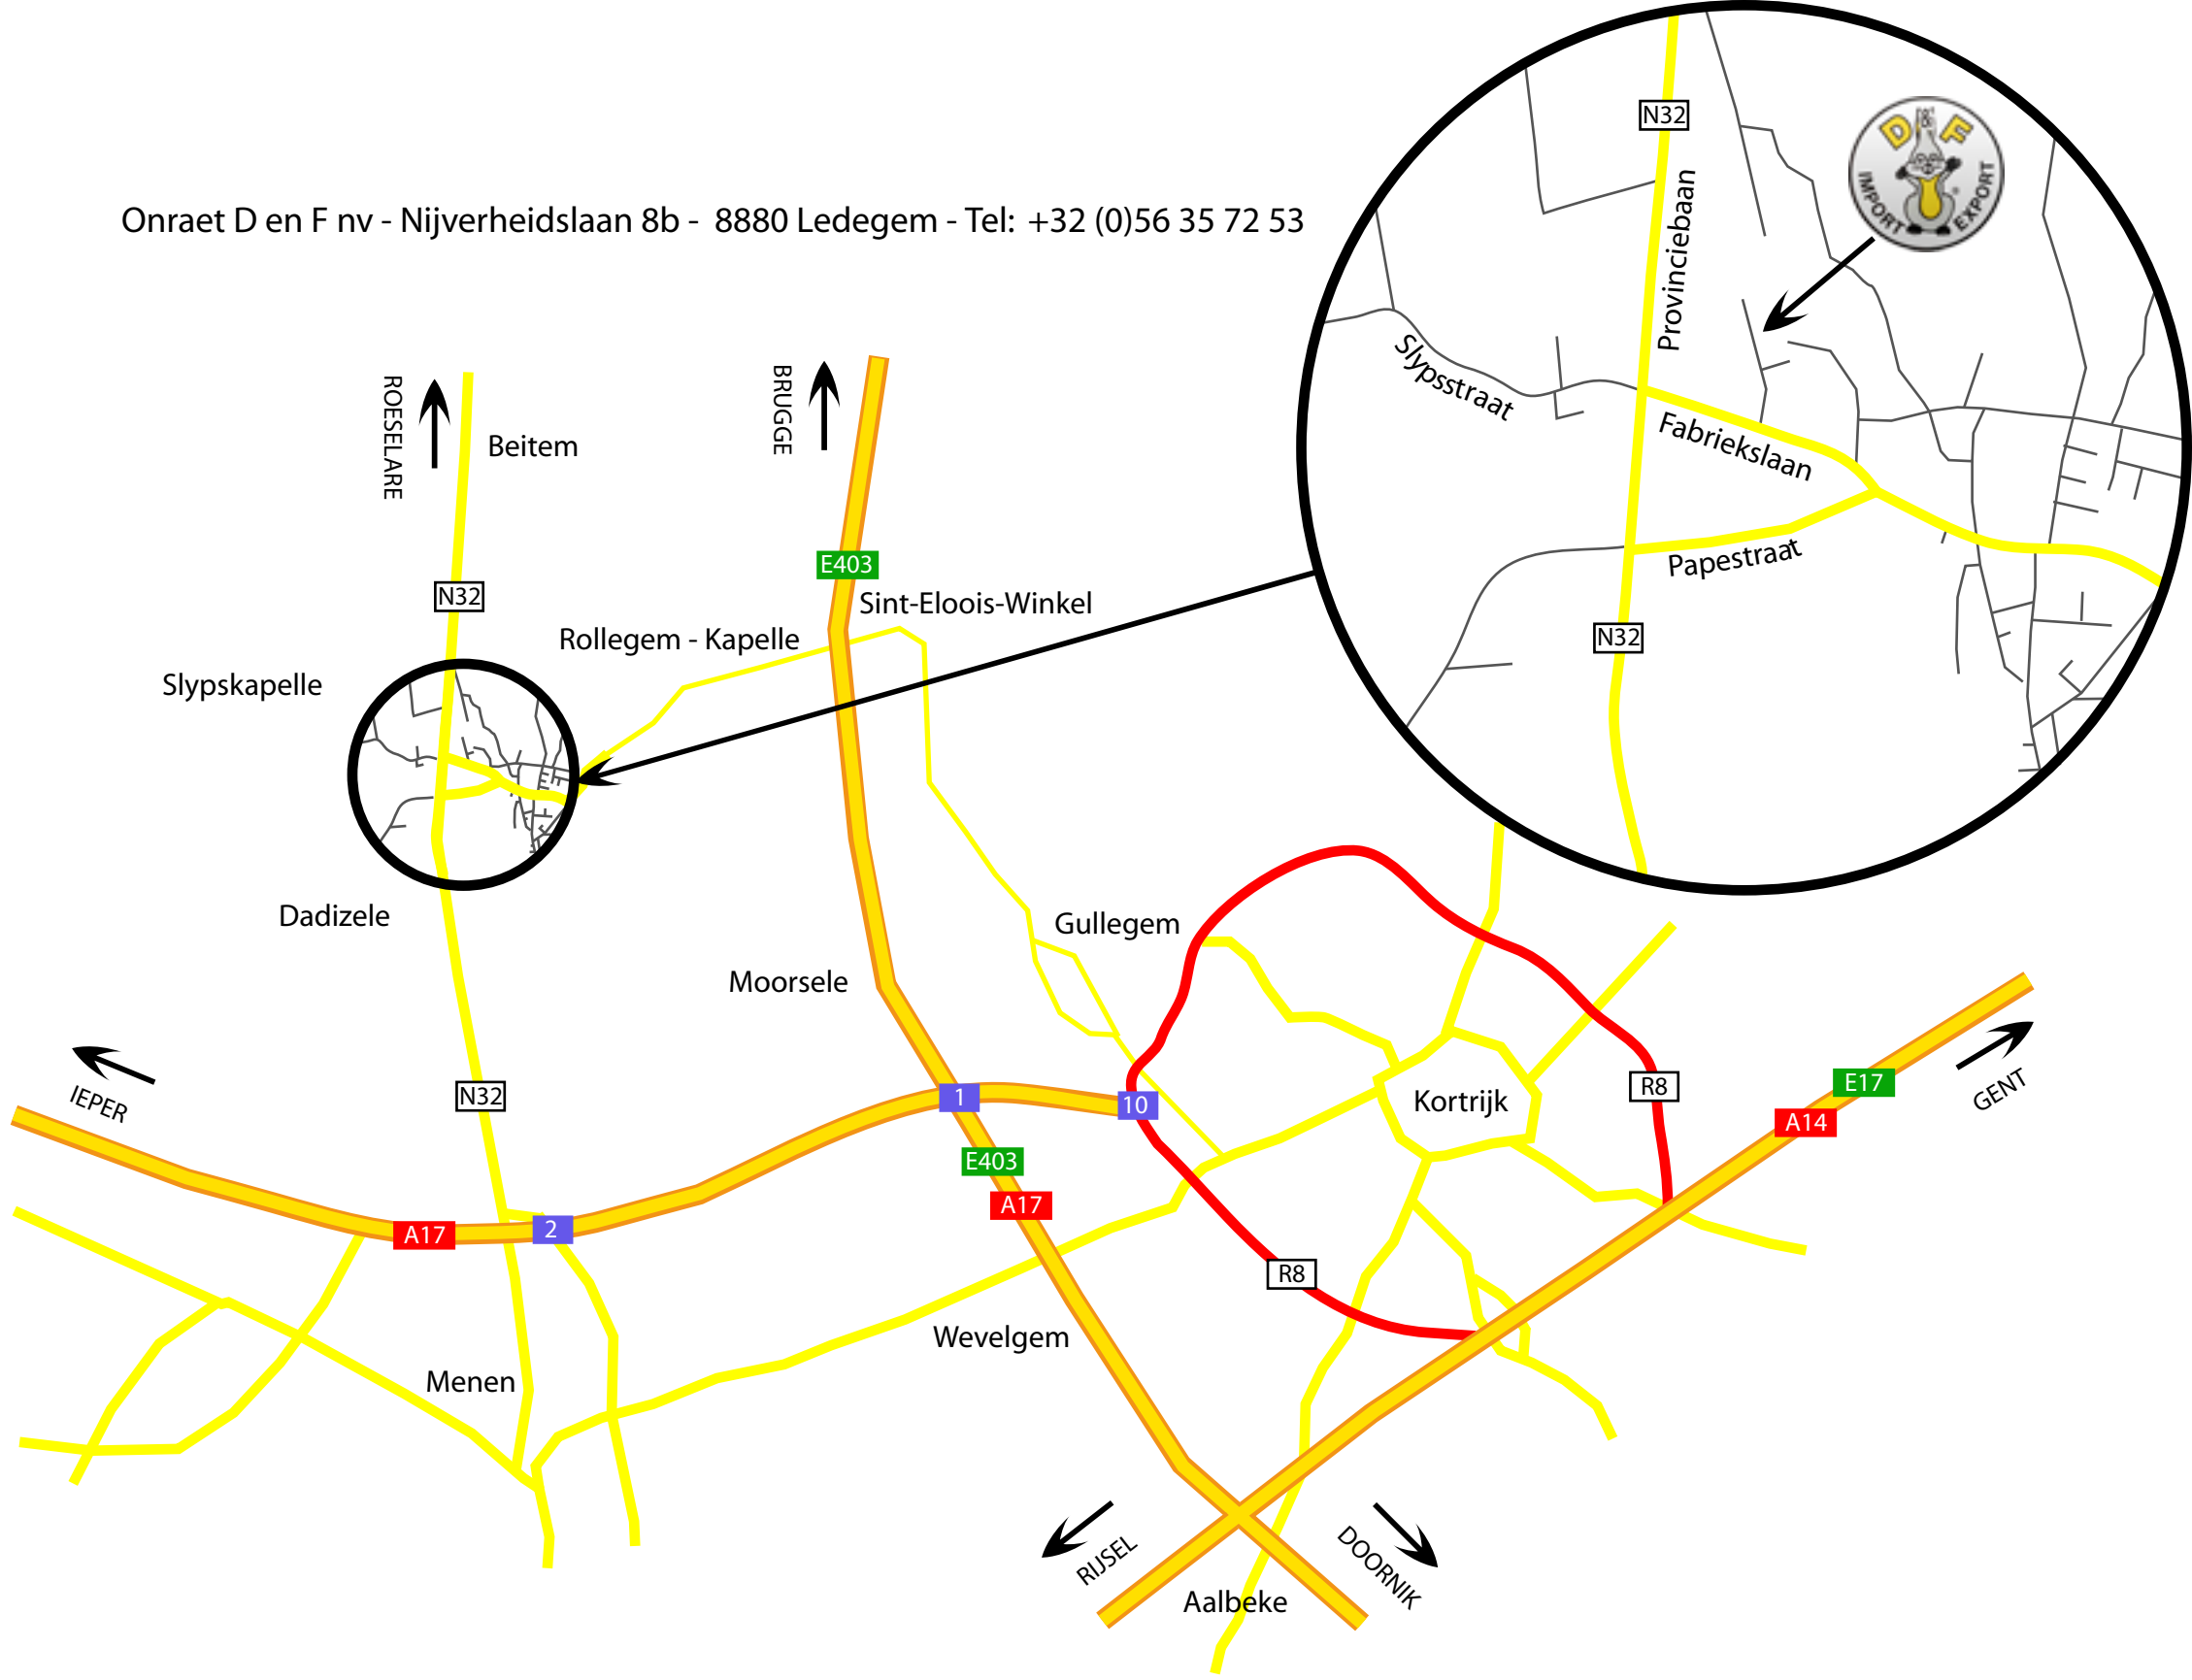 Onraet D en F nv - Nijverheidslaan 8b - 8880 Ledegem - Tel: +32 (0)56 35 72 53
N32
D & F
IMPORT EXPORT
Provinciebaan
Slypsstraat
Fabriekslaan
Papestraat
N32
ROESELARE
Beitem
BRUGGE
E403
N32
Sint-Eloois-Winkel
Rollegem - Kapelle
Slypskapelle
Dadizele
Gullegem
Moorsele
IEPER
N32
1
10
Kortrijk
R8
E17
A14
GENT
E403
A17
A17
2
R8
Wevelgem
Menen
RIJSEL
DOORNIK
Aalbeke